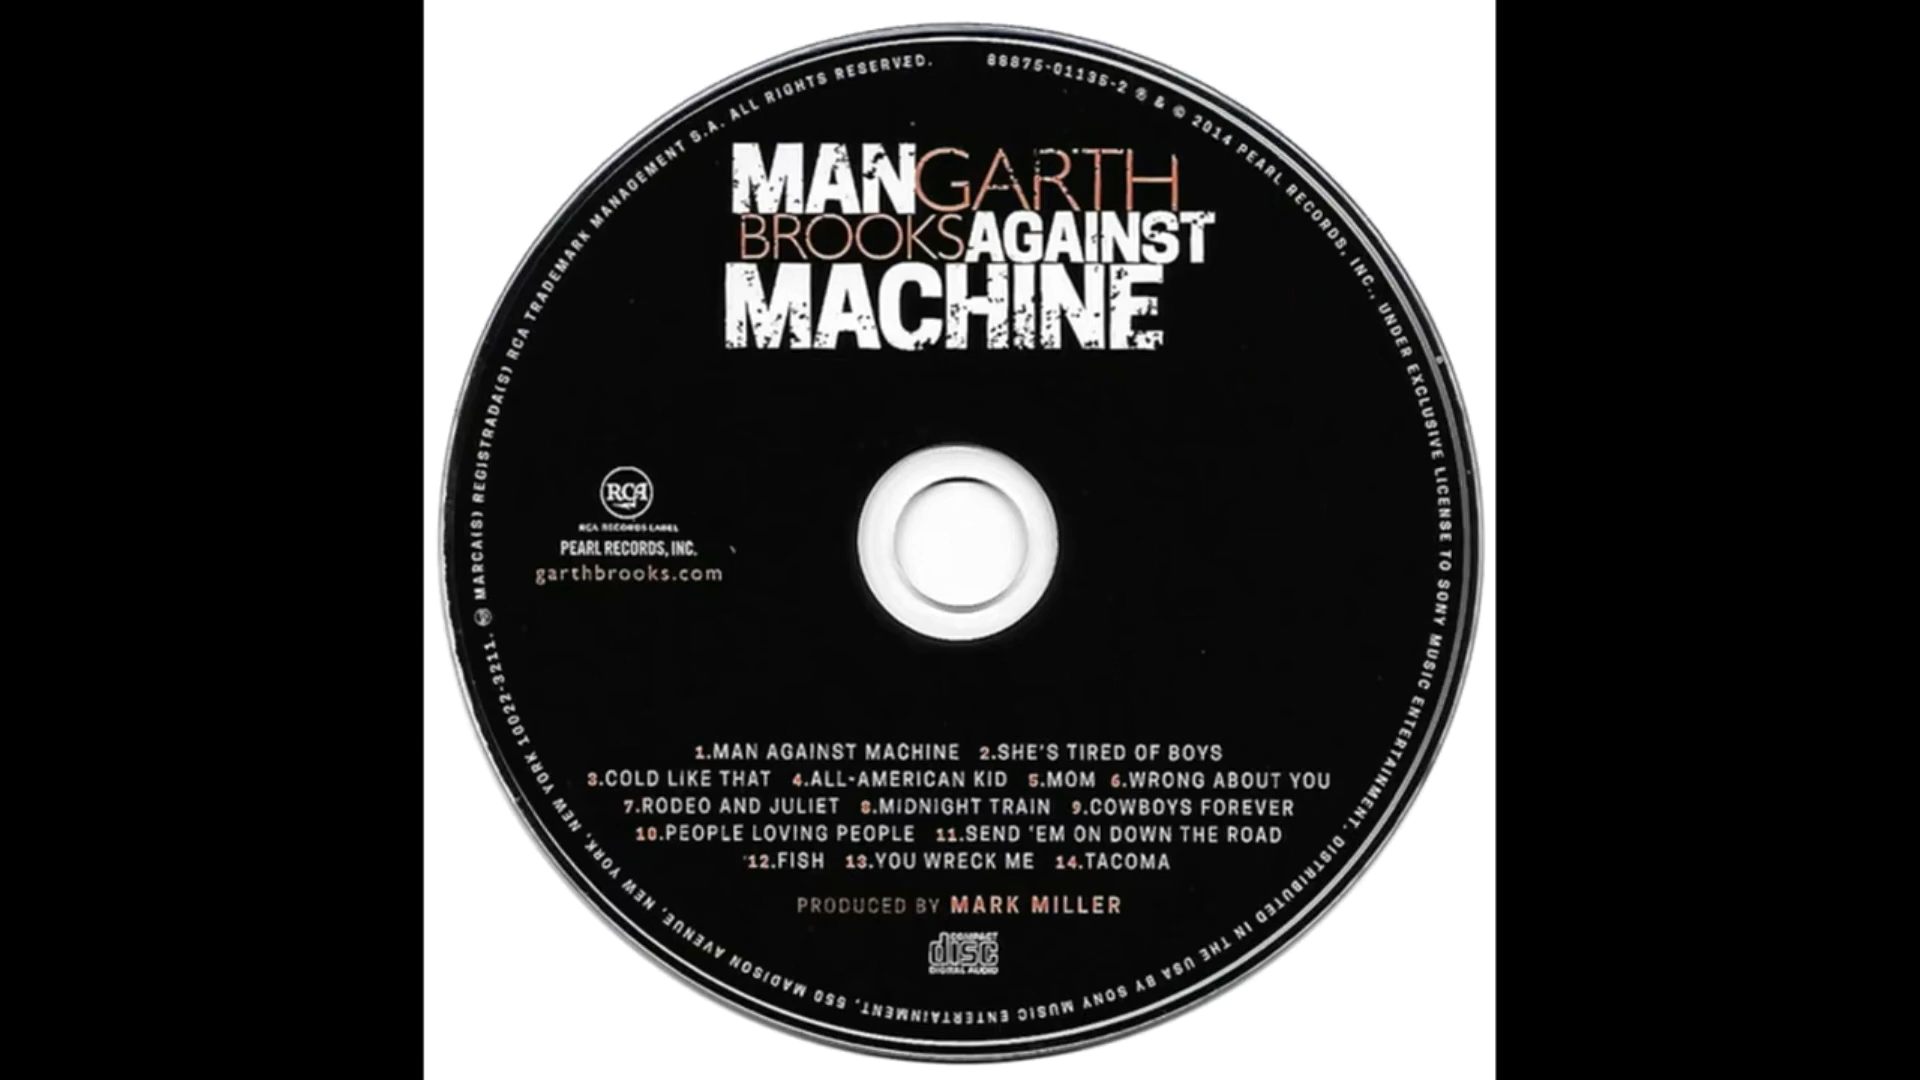 MANGARTH
BROOKSAGAINST
MACHINE
RCA
RCA RECORDS LABEL
PEARL RECORDS, INC.
garthbrooks.com
1.MAN AGAINST MACHINE 2.SHE'S TIRED OF BOYS
3.COLD LIKE THAT 4.ALL-AMERICAN KID 5.MOM 6.WRONG ABOUT YOU
7.RODEO AND JULIET 8.MIDNIGHT TRAIN 9.COWBOYS FOREVER
10.PEOPLE LOVING PEOPLE 11.SEND 'EM ON DOWN THE ROAD
12.FISH 13.YOU WRECK ME 14.TACOMA
PRODUCED BY MARK MILLER
COMPACT
disc
DIGITAL AUDIO
88875-01135-2 ℗ & © 2014 PEARL RECORDS, INC., UNDER EXCLUSIVE LICENSE TO SONY MUSIC ENTERTAINMENT. DISTRIBUTED IN THE USA BY SONY MUSIC ENTERTAINMENT, 550 MADISON AVENUE, NEW YORK, NEW YORK 10022-3211. ® MARCA(S) REGISTRADA(S) RCA TRADEMARK MANAGEMENT S.A. ALL RIGHTS RESERVED.